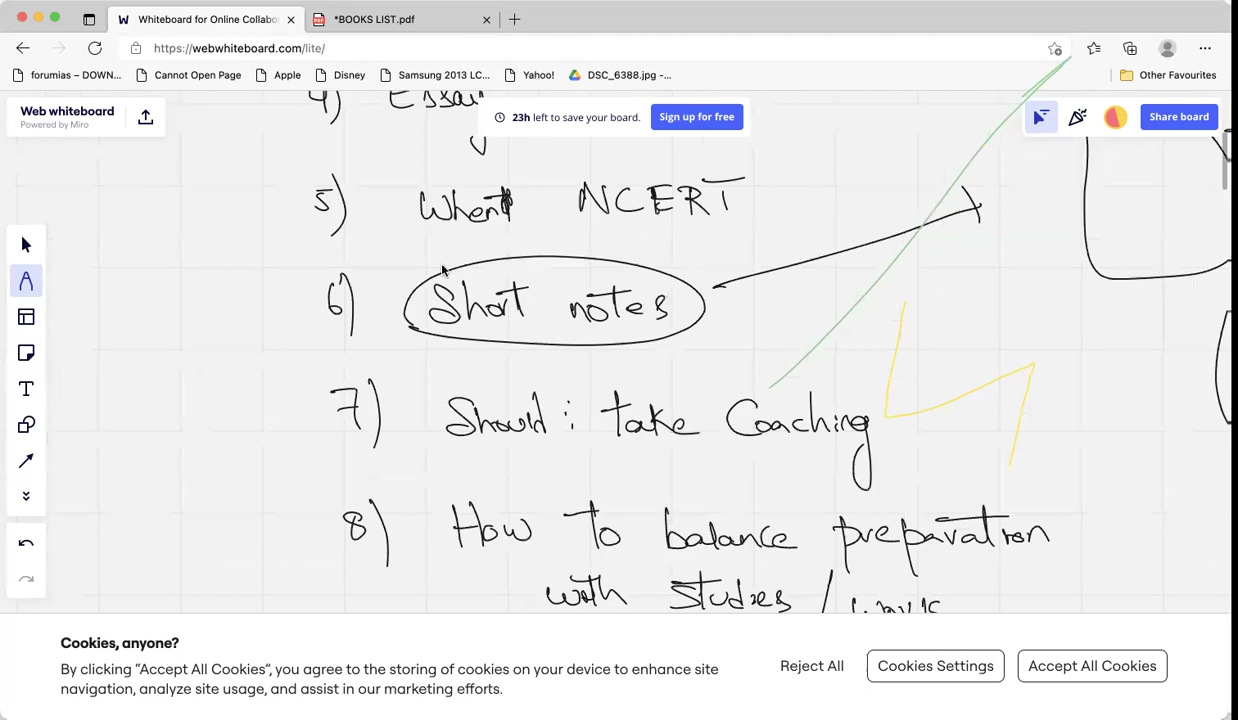 Whiteboard for Online Collabo
*BOOKS LIST.pdf
https://webwhiteboard.com/lite/
forumias – DOWN...
Cannot Open Page
Apple
Disney
Samsung 2013 LC...
Yahoo!
DSC_6388.jpg -...
Other Favourites
Web whiteboard
Powered by Miro
23h left to save your board.
Sign up for free
Share board
4) Essay
5) When NCERT
6) Short notes
7) Should i take Coaching
8) How to balance preparation
with studies /
Cookies, anyone?
By clicking “Accept All Cookies”, you agree to the storing of cookies on your device to enhance site
navigation, analyze site usage, and assist in our marketing efforts.
Reject All
Cookies Settings
Accept All Cookies